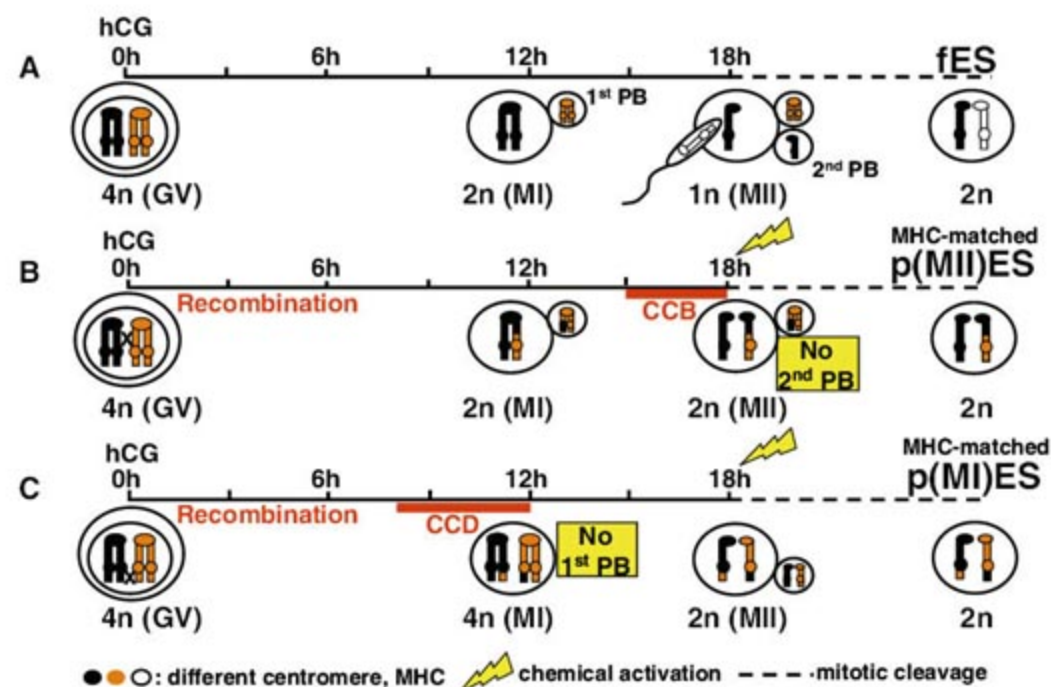 hCG
0h 6h 12h 18h fES
A
1st PB
2nd PB
4n (GV) 2n (MI) 1n (MII) 2n
hCG MHC-matched
0h 6h 12h 18h p(MII)ES
B
Recombination CCB
No
2nd PB
4n (GV) 2n (MI) 2n (MII) 2n
hCG MHC-matched
0h 6h 12h 18h p(MI)ES
C
Recombination CCD
No
1st PB
4n (GV) 4n (MI) 2n (MII) 2n
: different centromere, MHC chemical activation mitotic cleavage